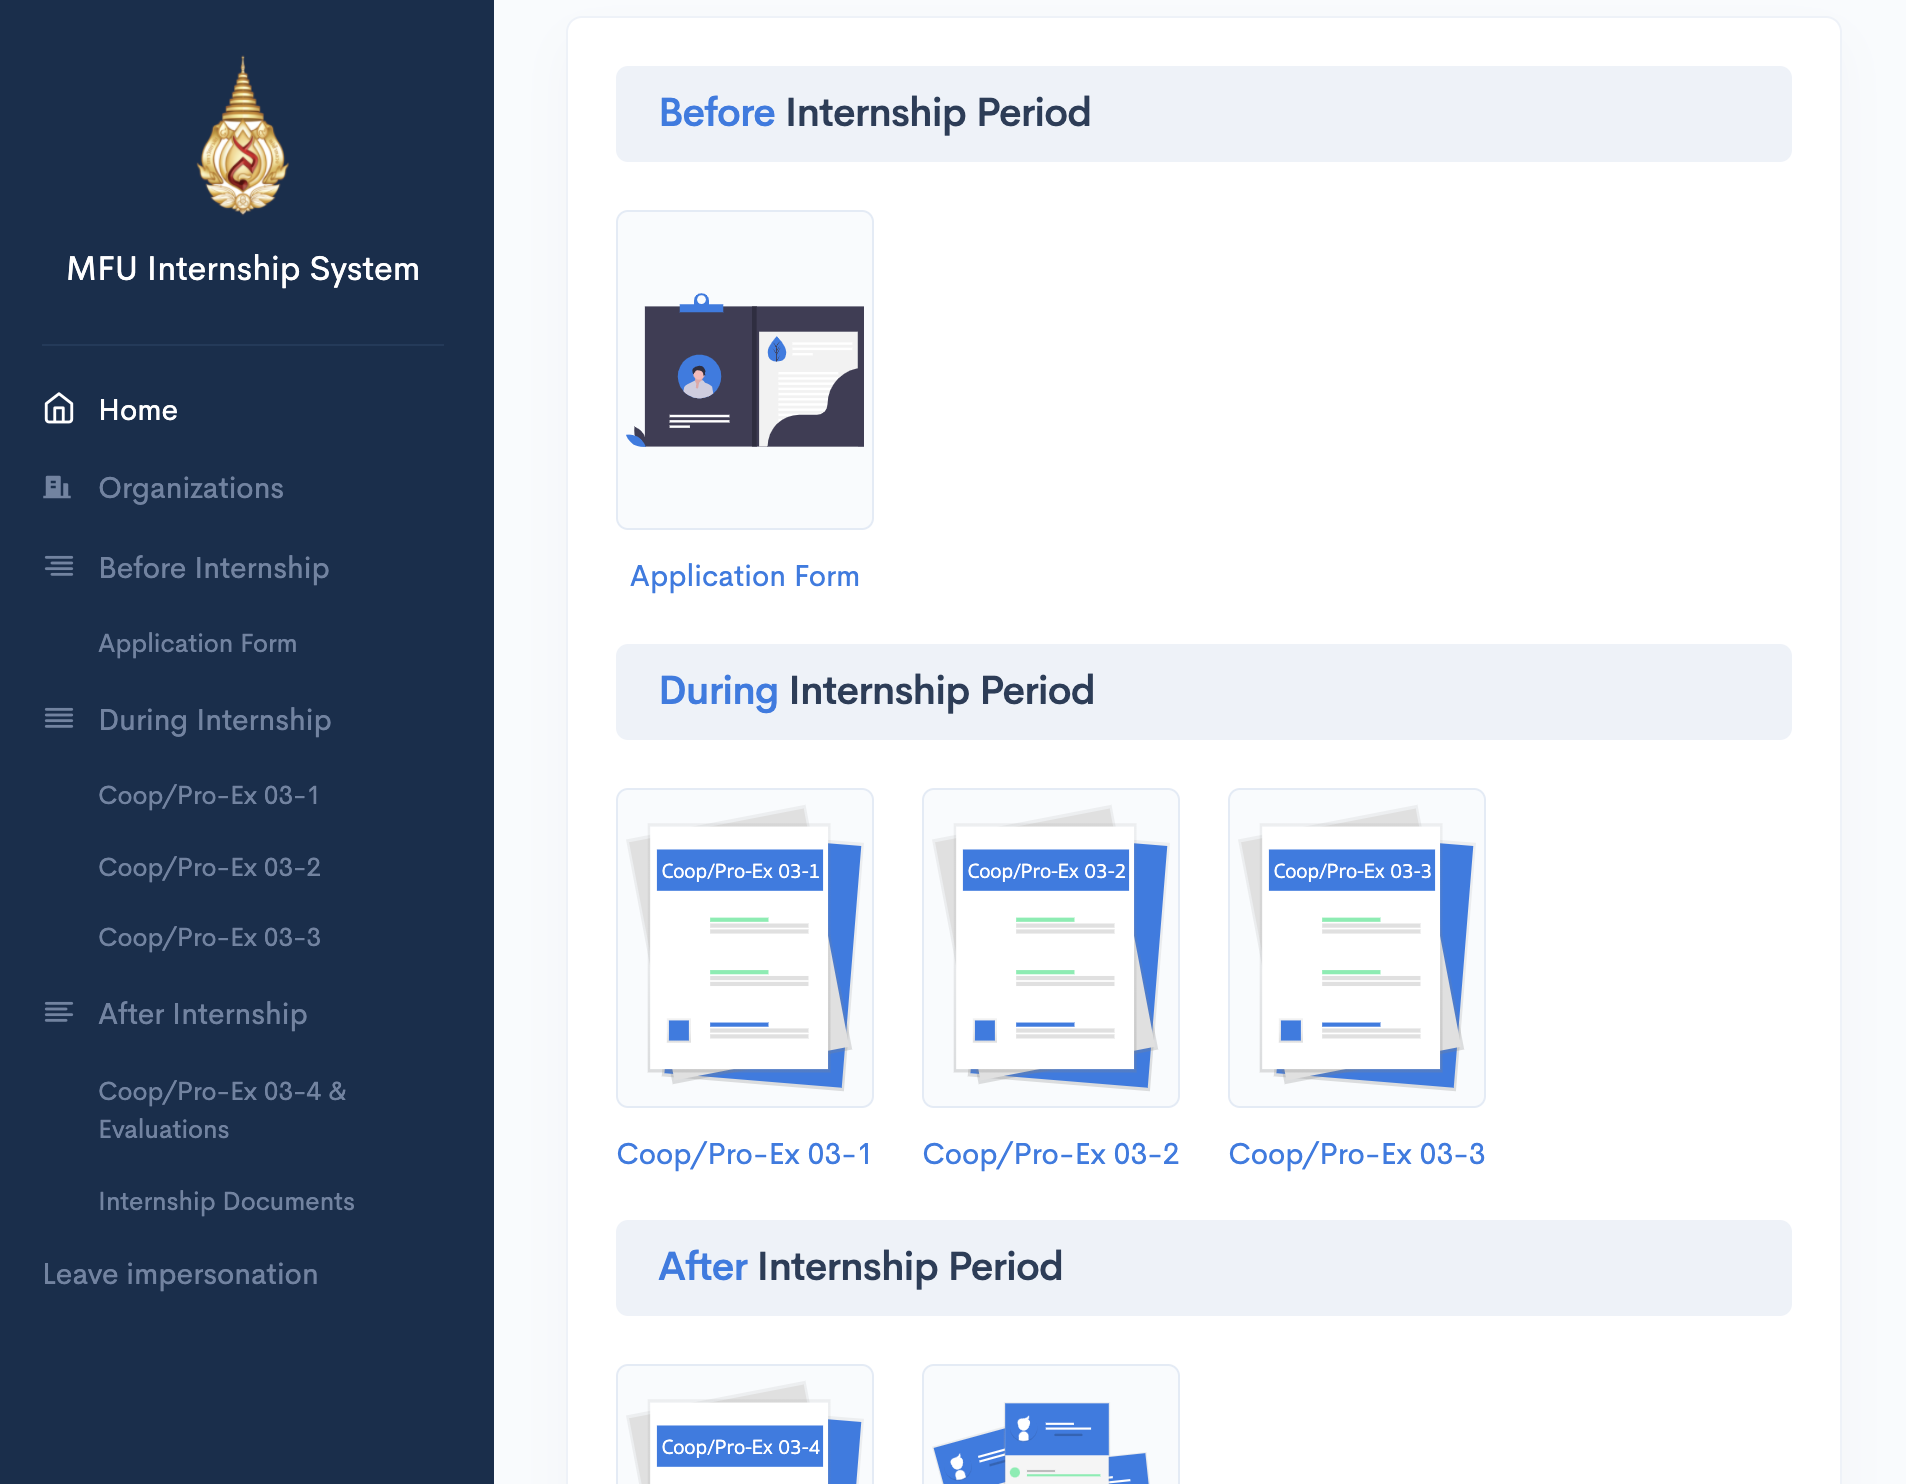 MFU Internship System
Home
Organizations
Before Internship
Application Form
During Internship
Coop/Pro-Ex 03-1
Coop/Pro-Ex 03-2
Coop/Pro-Ex 03-3
After Internship
Coop/Pro-Ex 03-4 &
Evaluations
Internship Documents
Leave impersonation
Before Internship Period
Application Form
During Internship Period
Coop/Pro-Ex 03-1
Coop/Pro-Ex 03-2
Coop/Pro-Ex 03-3
Coop/Pro-Ex 03-1
Coop/Pro-Ex 03-2
Coop/Pro-Ex 03-3
After Internship Period
Coop/Pro-Ex 03-4